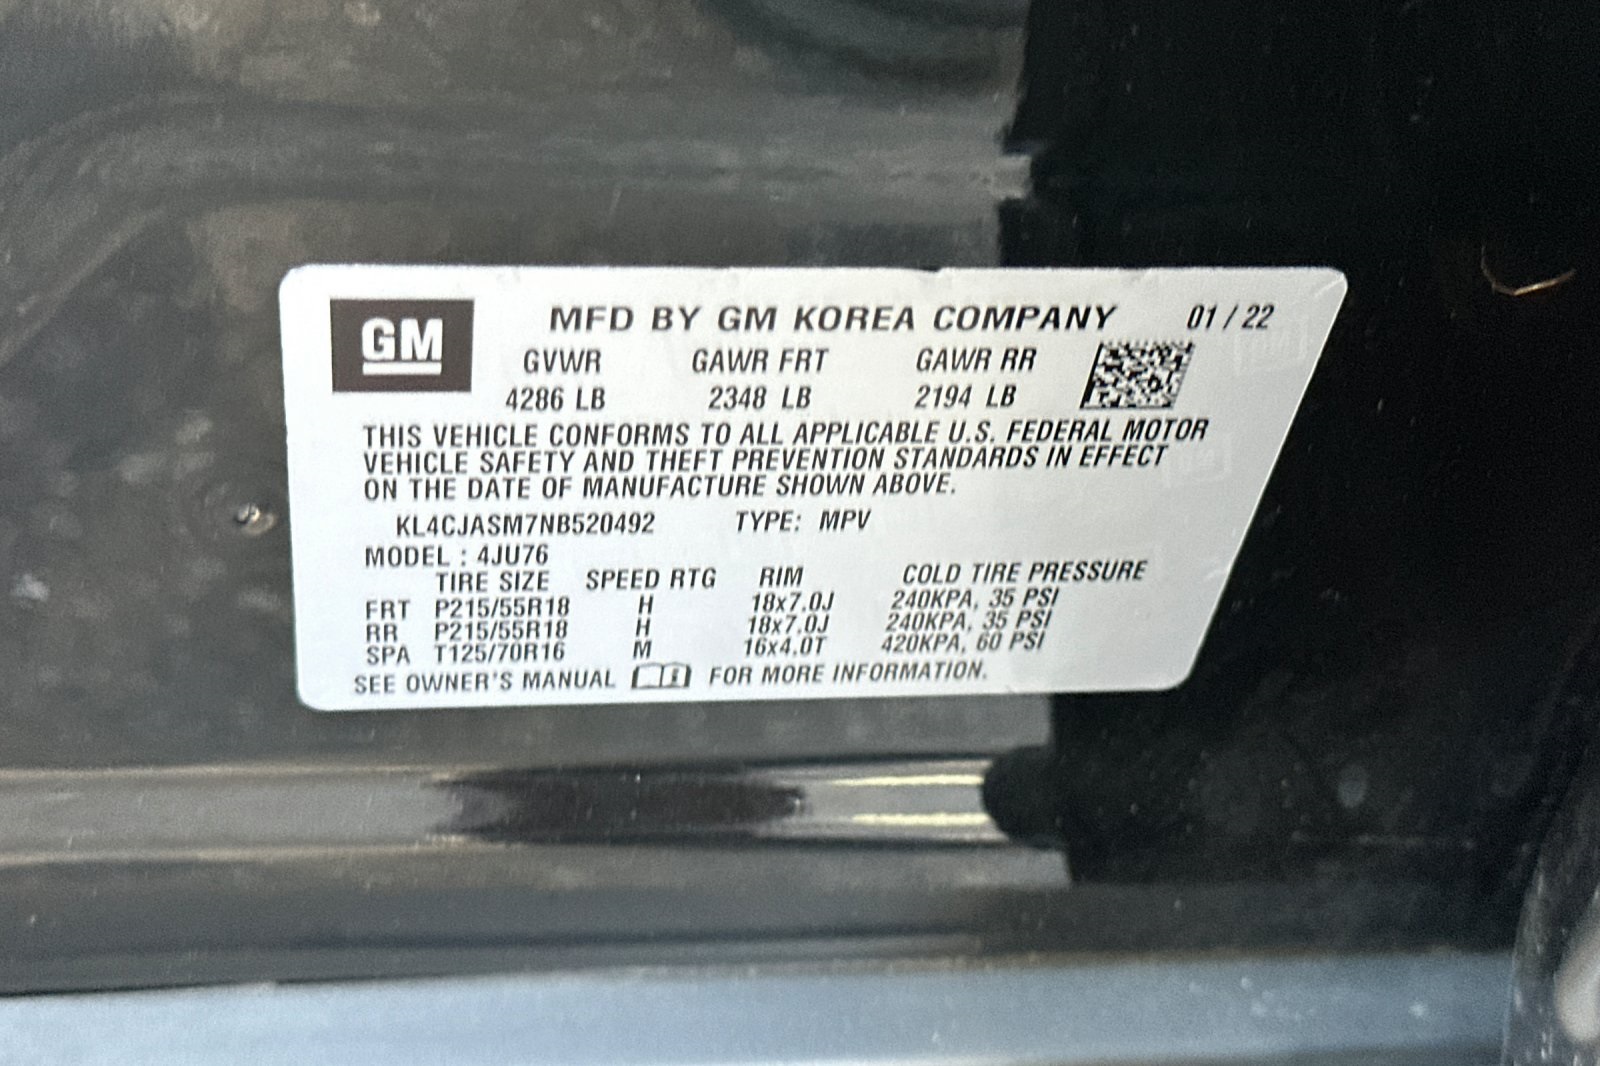 GM
MFD BY GM KOREA COMPANY 01 / 22
GVWR GAWR FRT GAWR RR
4286 LB 2348 LB 2194 LB
THIS VEHICLE CONFORMS TO ALL APPLICABLE U.S. FEDERAL MOTOR
VEHICLE SAFETY AND THEFT PREVENTION STANDARDS IN EFFECT
ON THE DATE OF MANUFACTURE SHOWN ABOVE.
KL4CJASM7NB520492 TYPE: MPV
MODEL : 4JU76
TIRE SIZE SPEED RTG RIM COLD TIRE PRESSURE
FRT P215/55R18 H 18x7.0J 240KPA, 35 PSI
RR P215/55R18 H 18x7.0J 240KPA, 35 PSI
SPA T125/70R16 M 16x4.0T 420KPA, 60 PSI
SEE OWNER'S MANUAL FOR MORE INFORMATION.